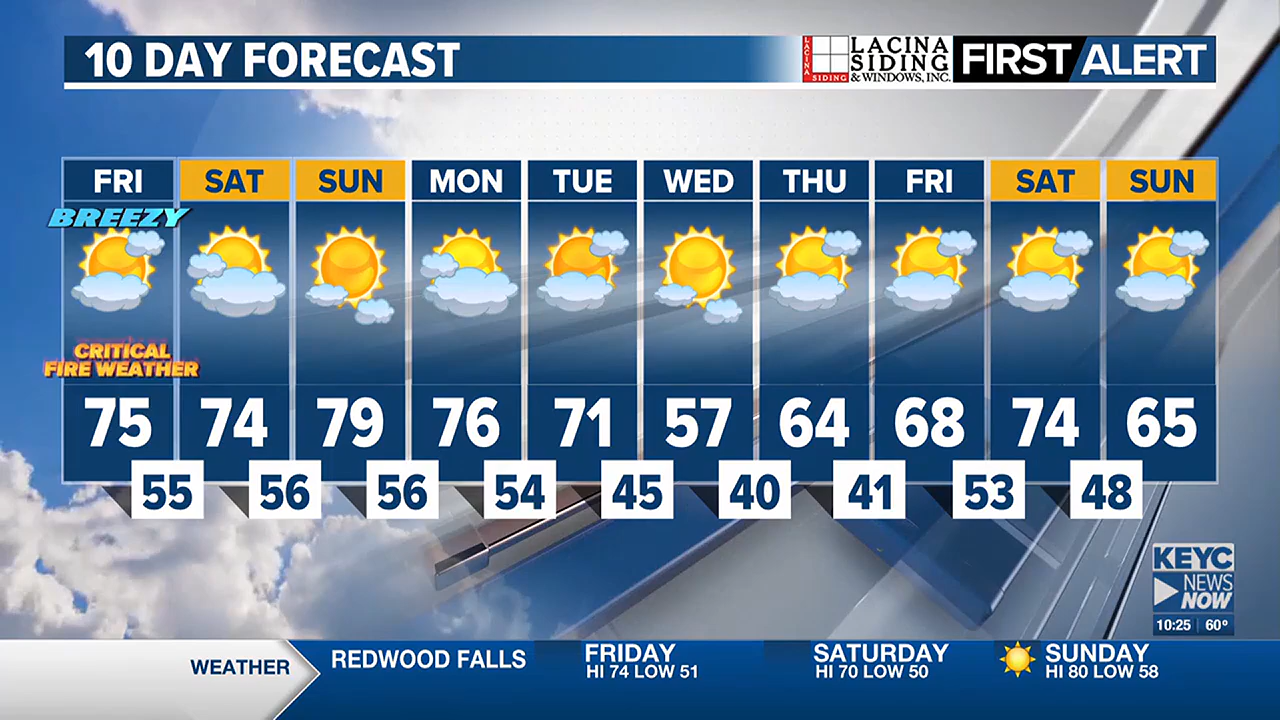 10 DAY FORECAST
LACINA
SIDING
LACINA
SIDING
& WINDOWS, INC.
FIRST ALERT
FRI SAT SUN MON TUE WED THU FRI SAT SUN
BREEZY
CRITICAL
FIRE WEATHER
75 74 79 76 71 57 64 68 74 65
55 56 56 54 45 40 41 53 48
KEYC
NEWS
NOW
10:25 60°
WEATHER
REDWOOD FALLS
FRIDAY
HI 74 LOW 51
SATURDAY
HI 70 LOW 50
SUNDAY
HI 80 LOW 58